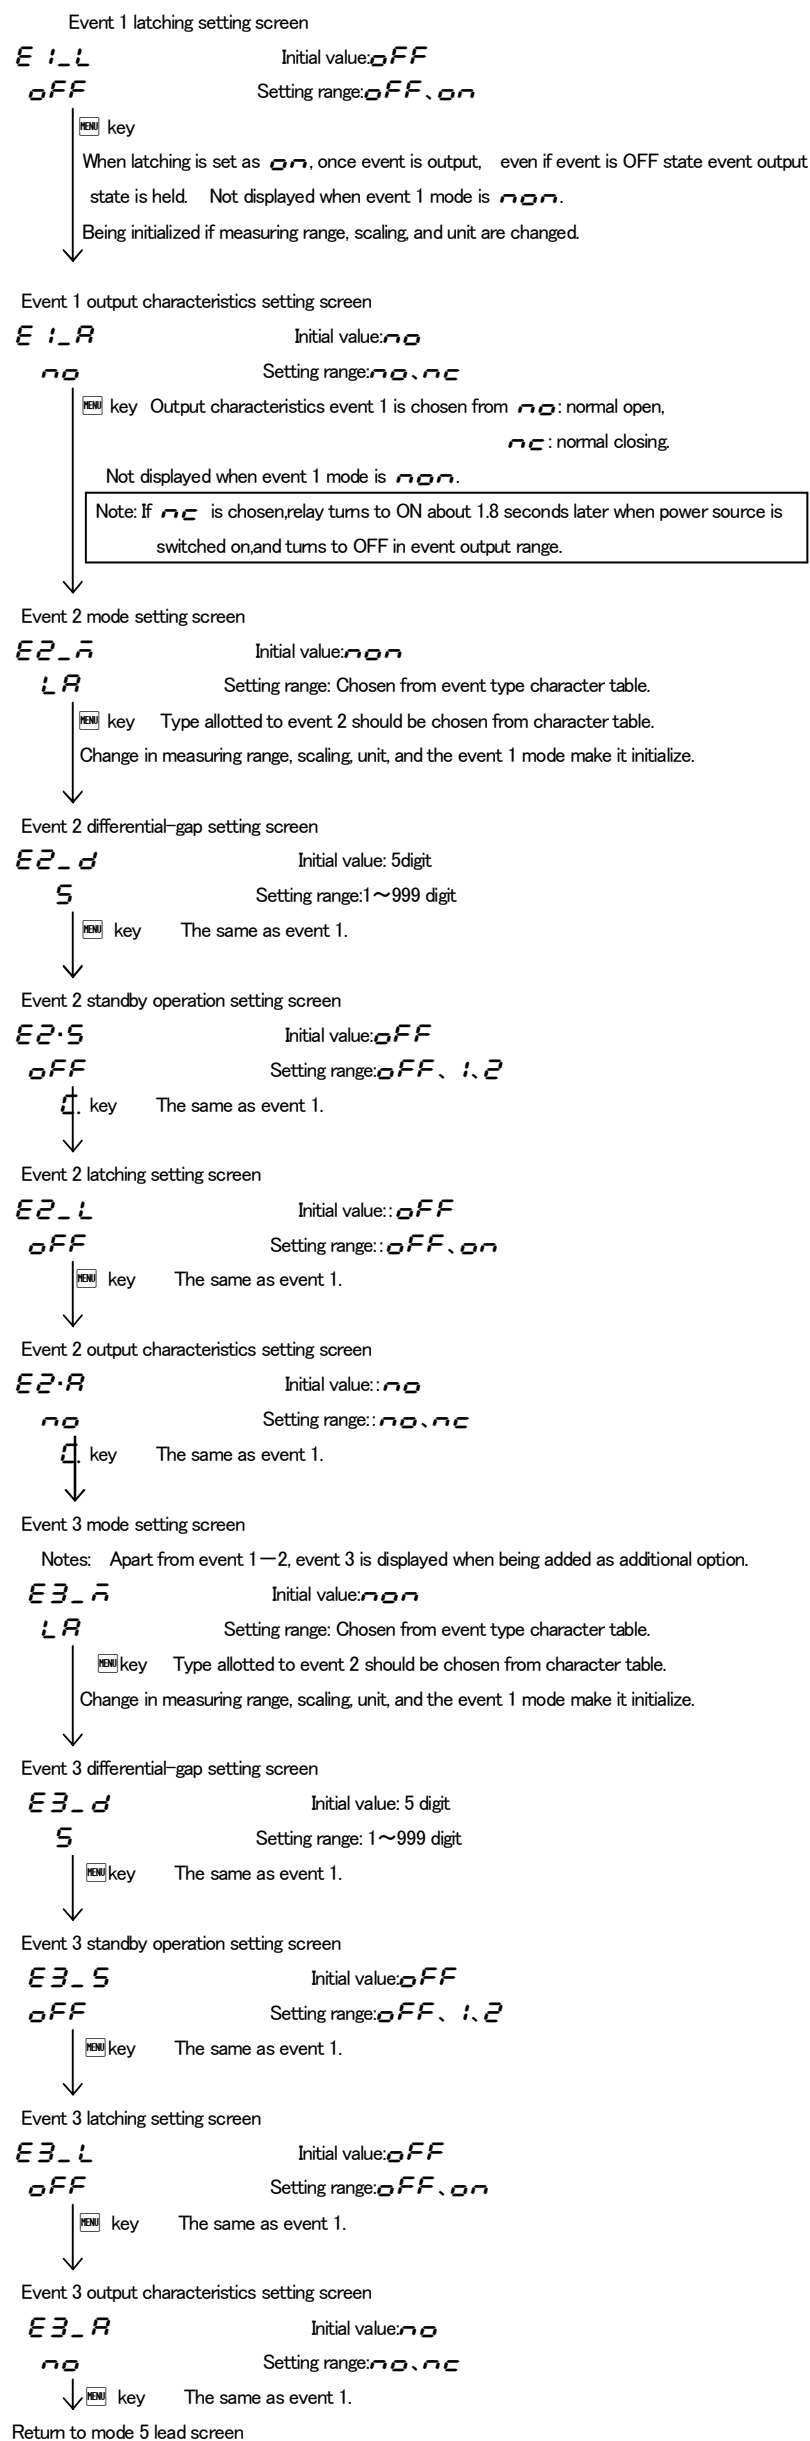 Event 1 latching setting screen
E1_L Initial value:oFF
oFF Setting range:oFF、on
MENU key
When latching is set as on, once event is output, even if event is OFF state event output
state is held. Not displayed when event 1 mode is non.
Being initialized if measuring range, scaling, and unit are changed.
Event 1 output characteristics setting screen
E1_A Initial value:no
no Setting range:no、nc
MENU key Output characteristics event 1 is chosen from no: normal open,
nc: normal closing.
Not displayed when event 1 mode is non.
Note: If nc is chosen,relay turns to ON about 1.8 seconds later when power source is
switched on,and turns to OFF in event output range.
Event 2 mode setting screen
E2_n̄ Initial value:non
LA Setting range: Chosen from event type character table.
MENU key Type allotted to event 2 should be chosen from character table.
Change in measuring range, scaling, unit, and the event 1 mode make it initialize.
Event 2 differential-gap setting screen
E2_d Initial value: 5digit
5 Setting range:1～999 digit
MENU key The same as event 1.
Event 2 standby operation setting screen
E2・S Initial value:oFF
oFF Setting range:oFF、1、2
C. key The same as event 1.
Event 2 latching setting screen
E2_L Initial value::oFF
oFF Setting range::oFF、on
MENU key The same as event 1.
Event 2 output characteristics setting screen
E2・A Initial value::no
no Setting range::no、nc
C. key The same as event 1.
Event 3 mode setting screen
Notes: Apart from event 1－2, event 3 is displayed when being added as additional option.
E3_n̄ Initial value:non
LA Setting range: Chosen from event type character table.
MENU key Type allotted to event 2 should be chosen from character table.
Change in measuring range, scaling, unit, and the event 1 mode make it initialize.
Event 3 differential-gap setting screen
E3_d Initial value: 5 digit
5 Setting range: 1～999 digit
MENU key The same as event 1.
Event 3 standby operation setting screen
E3_S Initial value:oFF
oFF Setting range:oFF、1、2
MENU key The same as event 1.
Event 3 latching setting screen
E3_L Initial value:oFF
oFF Setting range:oFF、on
MENU key The same as event 1.
Event 3 output characteristics setting screen
E3_A Initial value:no
no Setting range:no、nc
MENU key The same as event 1.
Return to mode 5 lead screen